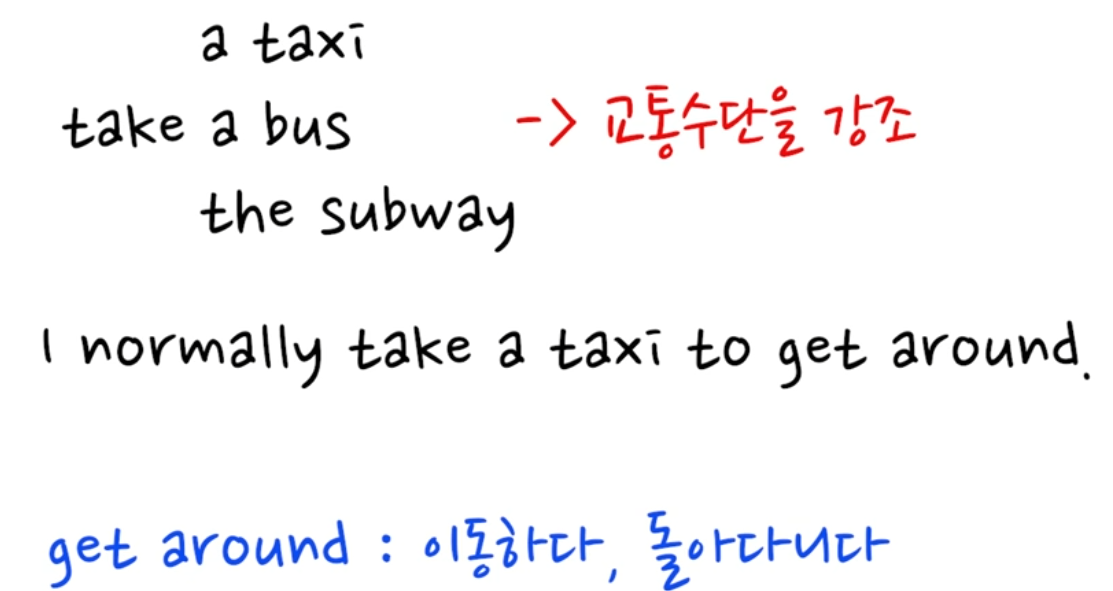 a taxi
take a bus -> 교통수단을 강조
the subway
I normally take a taxi to get around.
get around : 이동하다, 돌아다니다